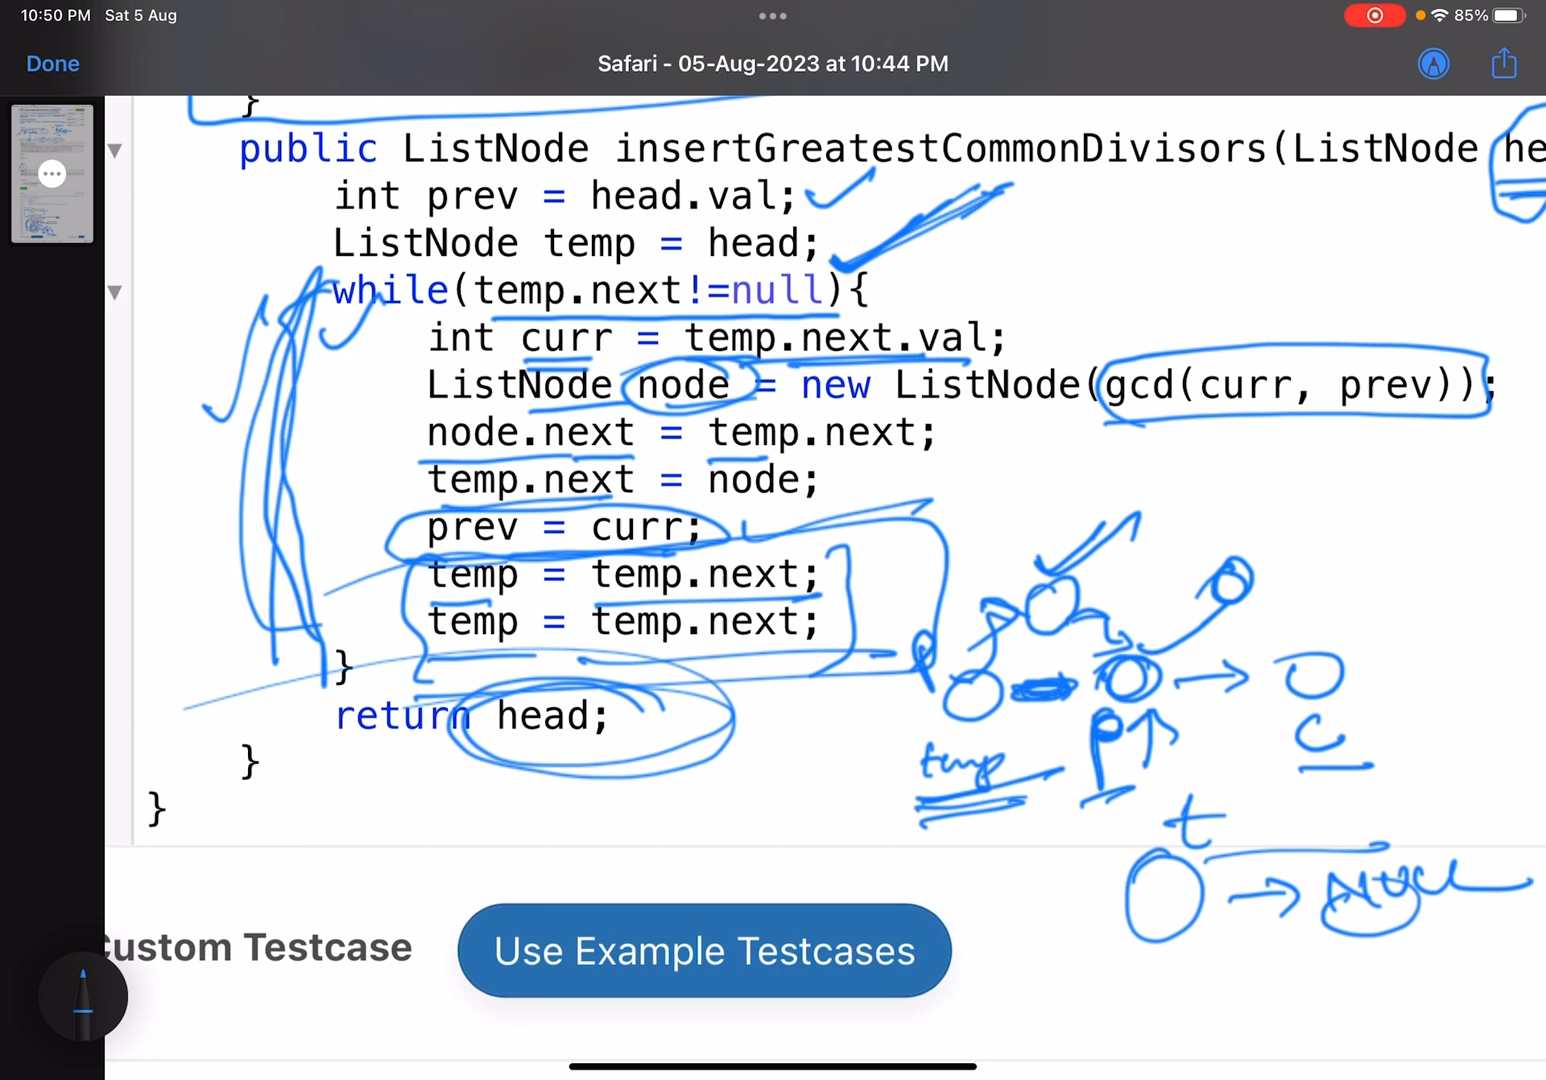 10:50 PM Sat 5 Aug
85%
Done
Safari - 05-Aug-2023 at 10:44 PM
}
public ListNode insertGreatestCommonDivisors(ListNode he
int prev = head.val;
ListNode temp = head;
while(temp.next!=null){
int curr = temp.next.val;
ListNode node = new ListNode(gcd(curr, prev));
node.next = temp.next;
temp.next = node;
prev = curr;
temp = temp.next;
temp = temp.next;
}
return head;
}
}
temp
p
p
c
t
Null
Custom Testcase
Use Example Testcases